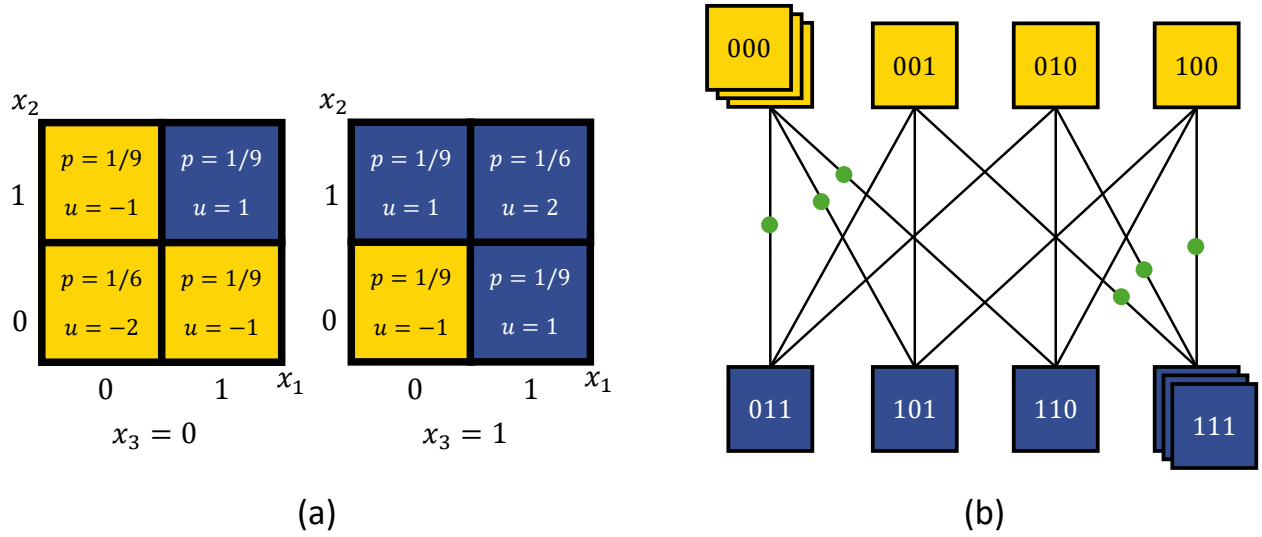 x₂
x₂
1
p = 1/9
u = −1
p = 1/9
u = 1
1
p = 1/9
u = 1
p = 1/6
u = 2
0
p = 1/6
u = −2
p = 1/9
u = −1
0
p = 1/9
u = −1
p = 1/9
u = 1
0
1
x₁
0
1
x₁
x₃ = 0
x₃ = 1
(a)
000
001
010
100
011
101
110
111
(b)